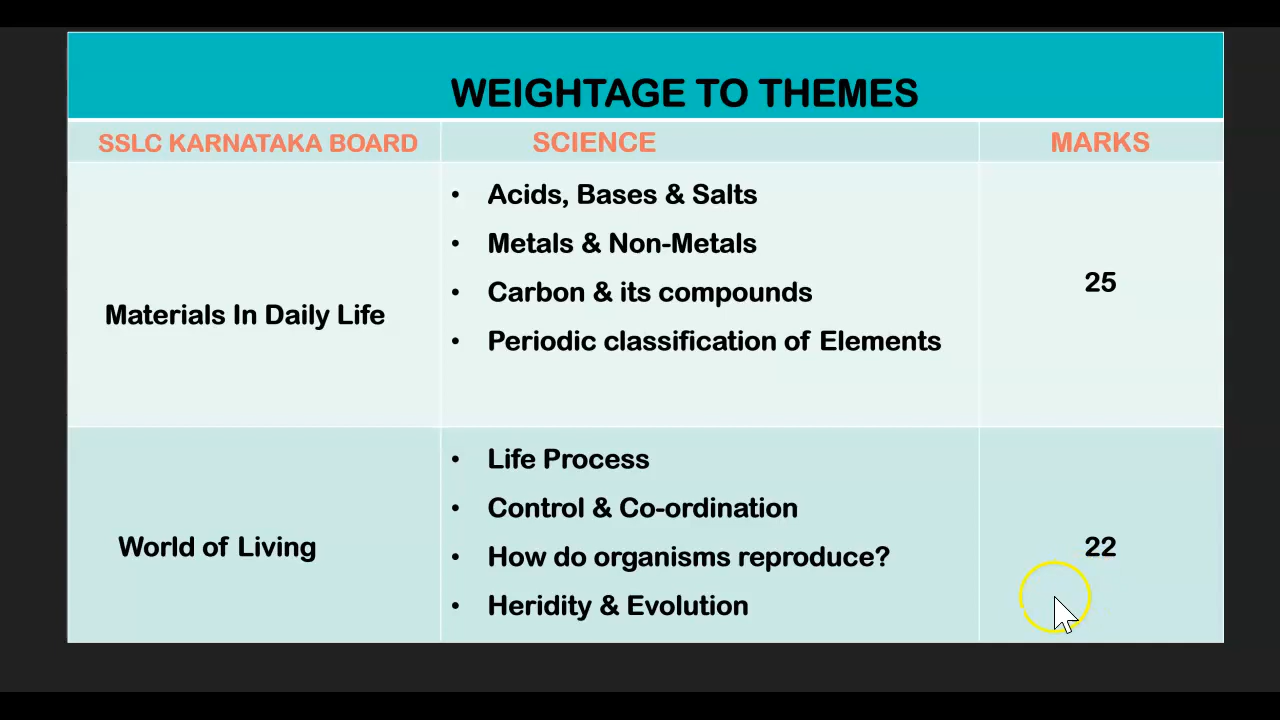 WEIGHTAGE TO THEMES
SSLC KARNATAKA BOARD SCIENCE MARKS
Materials In Daily Life
• Acids, Bases & Salts
• Metals & Non-Metals
• Carbon & its compounds
• Periodic classification of Elements
25
World of Living
• Life Process
• Control & Co-ordination
• How do organisms reproduce?
• Heridity & Evolution
22